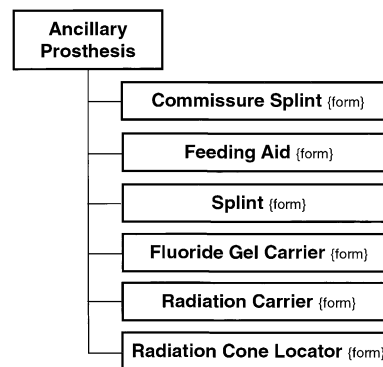 Ancillary
Prosthesis
Commissure Splint {form}
Feeding Aid {form}
Splint {form}
Fluoride Gel Carrier {form}
Radiation Carrier {form}
Radiation Cone Locator {form}